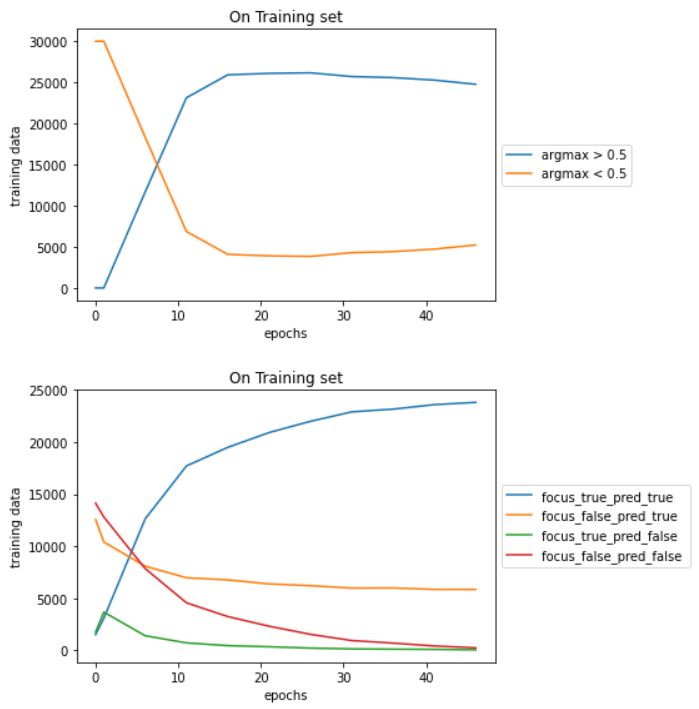 On Training set
30000
25000
20000
15000
10000
5000
0
training data
0 10 20 30 40
epochs
argmax > 0.5
argmax < 0.5
On Training set
25000
20000
15000
10000
5000
0
training data
0 10 20 30 40
epochs
focus_true_pred_true
focus_false_pred_true
focus_true_pred_false
focus_false_pred_false